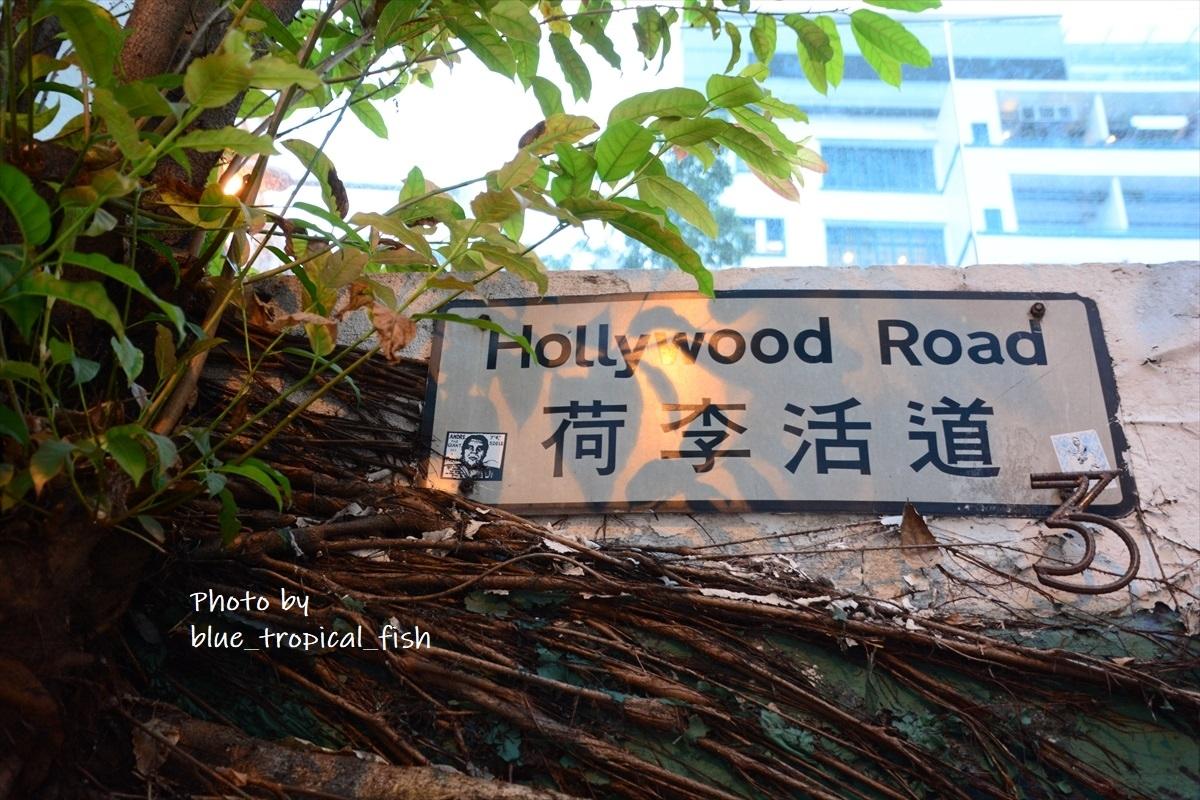 Hollywood Road
荷李活道
3
Photo by
blue_tropical_fish